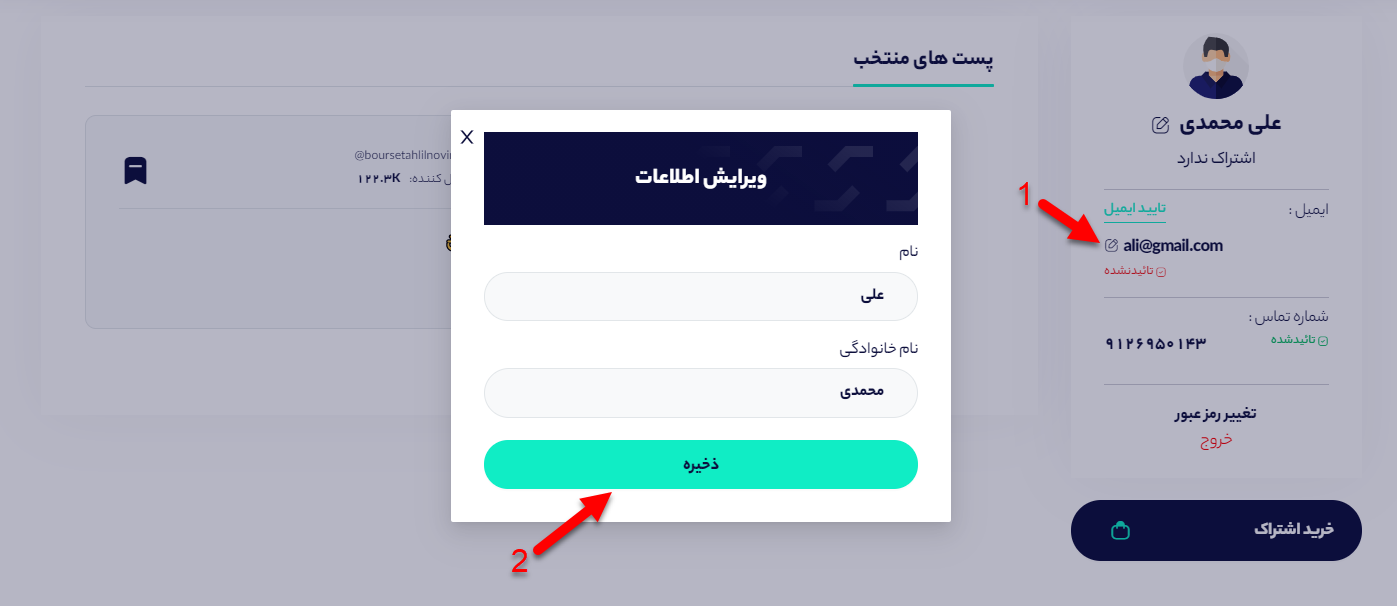 پست های منتخب
@boursetahlilnovin
ل کننده: ۱۲۲.۳K
X
ویرایش اطلاعات
نام
علی
نام خانوادگی
محمدی
ذخیره
2
علی محمدی
اشتراک ندارد
1
ایمیل :
تایید ایمیل
ali@gmail.com
تائیدنشده
شماره تماس :
تائیدشده
۹۱۲۶۹۵۰۱۴۳
تغییر رمز عبور
خروج
خرید اشتراک